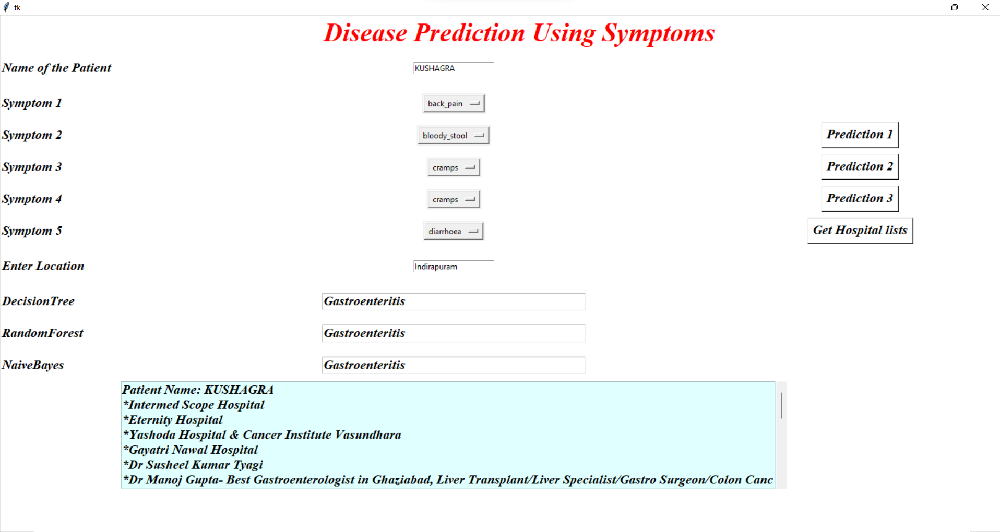 tk
Disease Prediction Using Symptoms
Name of the Patient KUSHAGRA
Symptom 1 back_pain
Symptom 2 bloody_stool Prediction 1
Symptom 3 cramps Prediction 2
Symptom 4 cramps Prediction 3
Symptom 5 diarrhoea Get Hospital lists
Enter Location Indirapuram
DecisionTree Gastroenteritis
RandomForest Gastroenteritis
NaiveBayes Gastroenteritis
Patient Name: KUSHAGRA
*Intermed Scope Hospital
*Eternity Hospital
*Yashoda Hospital & Cancer Institute Vasundhara
*Gayatri Nawal Hospital
*Dr Susheel Kumar Tyagi
*Dr Manoj Gupta- Best Gastroenterologist in Ghaziabad, Liver Transplant/Liver Specialist/Gastro Surgeon/Colon Canc